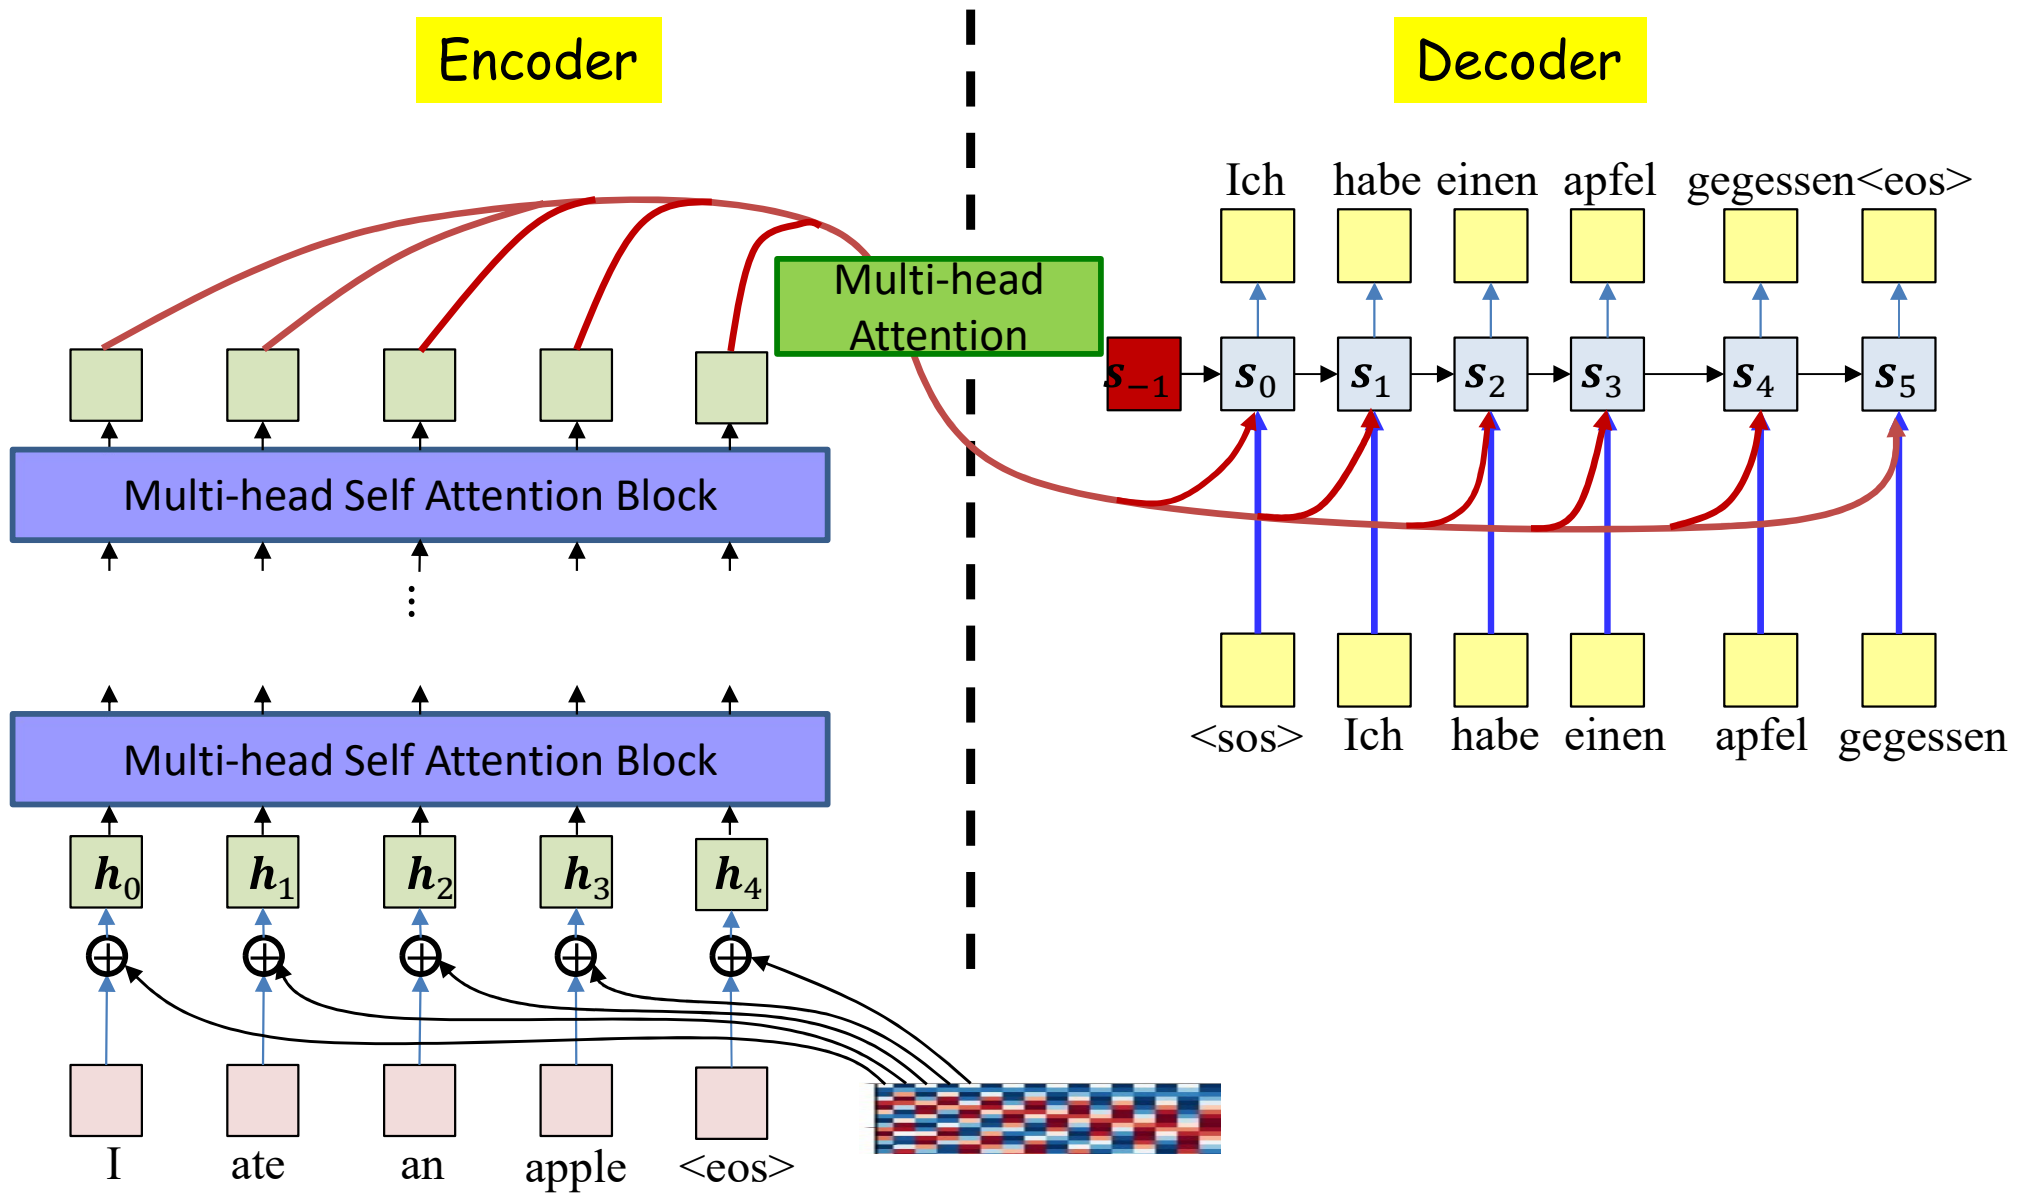 Encoder
Decoder
Ich habe einen apfel gegessen <eos>
Multi-head
Attention
s₋₁ s₀ s₁ s₂ s₃ s₄ s₅
Multi-head Self Attention Block
...
<sos> Ich habe einen apfel gegessen
Multi-head Self Attention Block
h₀ h₁ h₂ h₃ h₄
I ate an apple <eos>